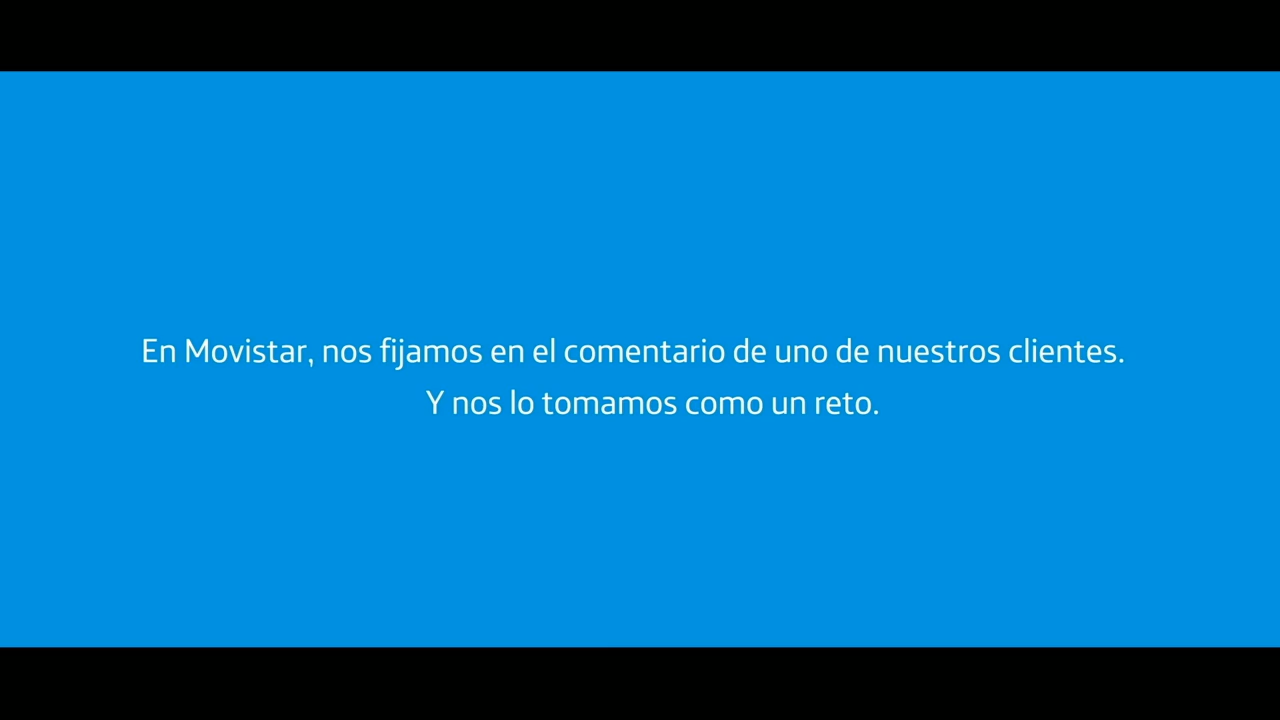 En Movistar, nos fijamos en el comentario de uno de nuestros clientes.
Y nos lo tomamos como un reto.